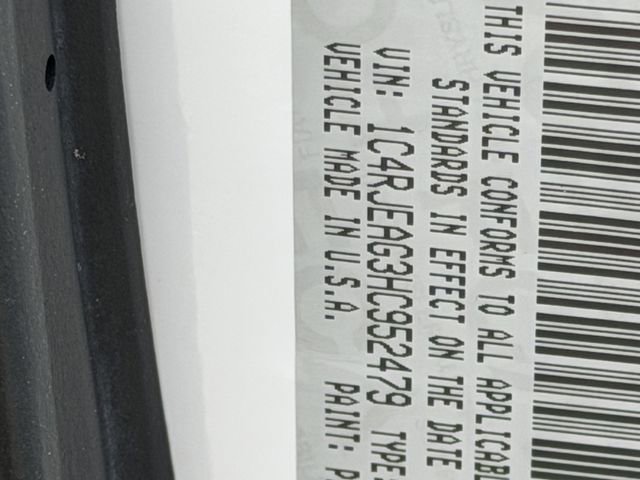 THIS VEHICLE CONFORMS TO ALL APPLICABL
STANDARDS IN EFFECT ON THE DATE
VIN: 1C4RJEAG3HC952479 TYPE:
VEHICLE MADE IN U.S.A. PAINT: P